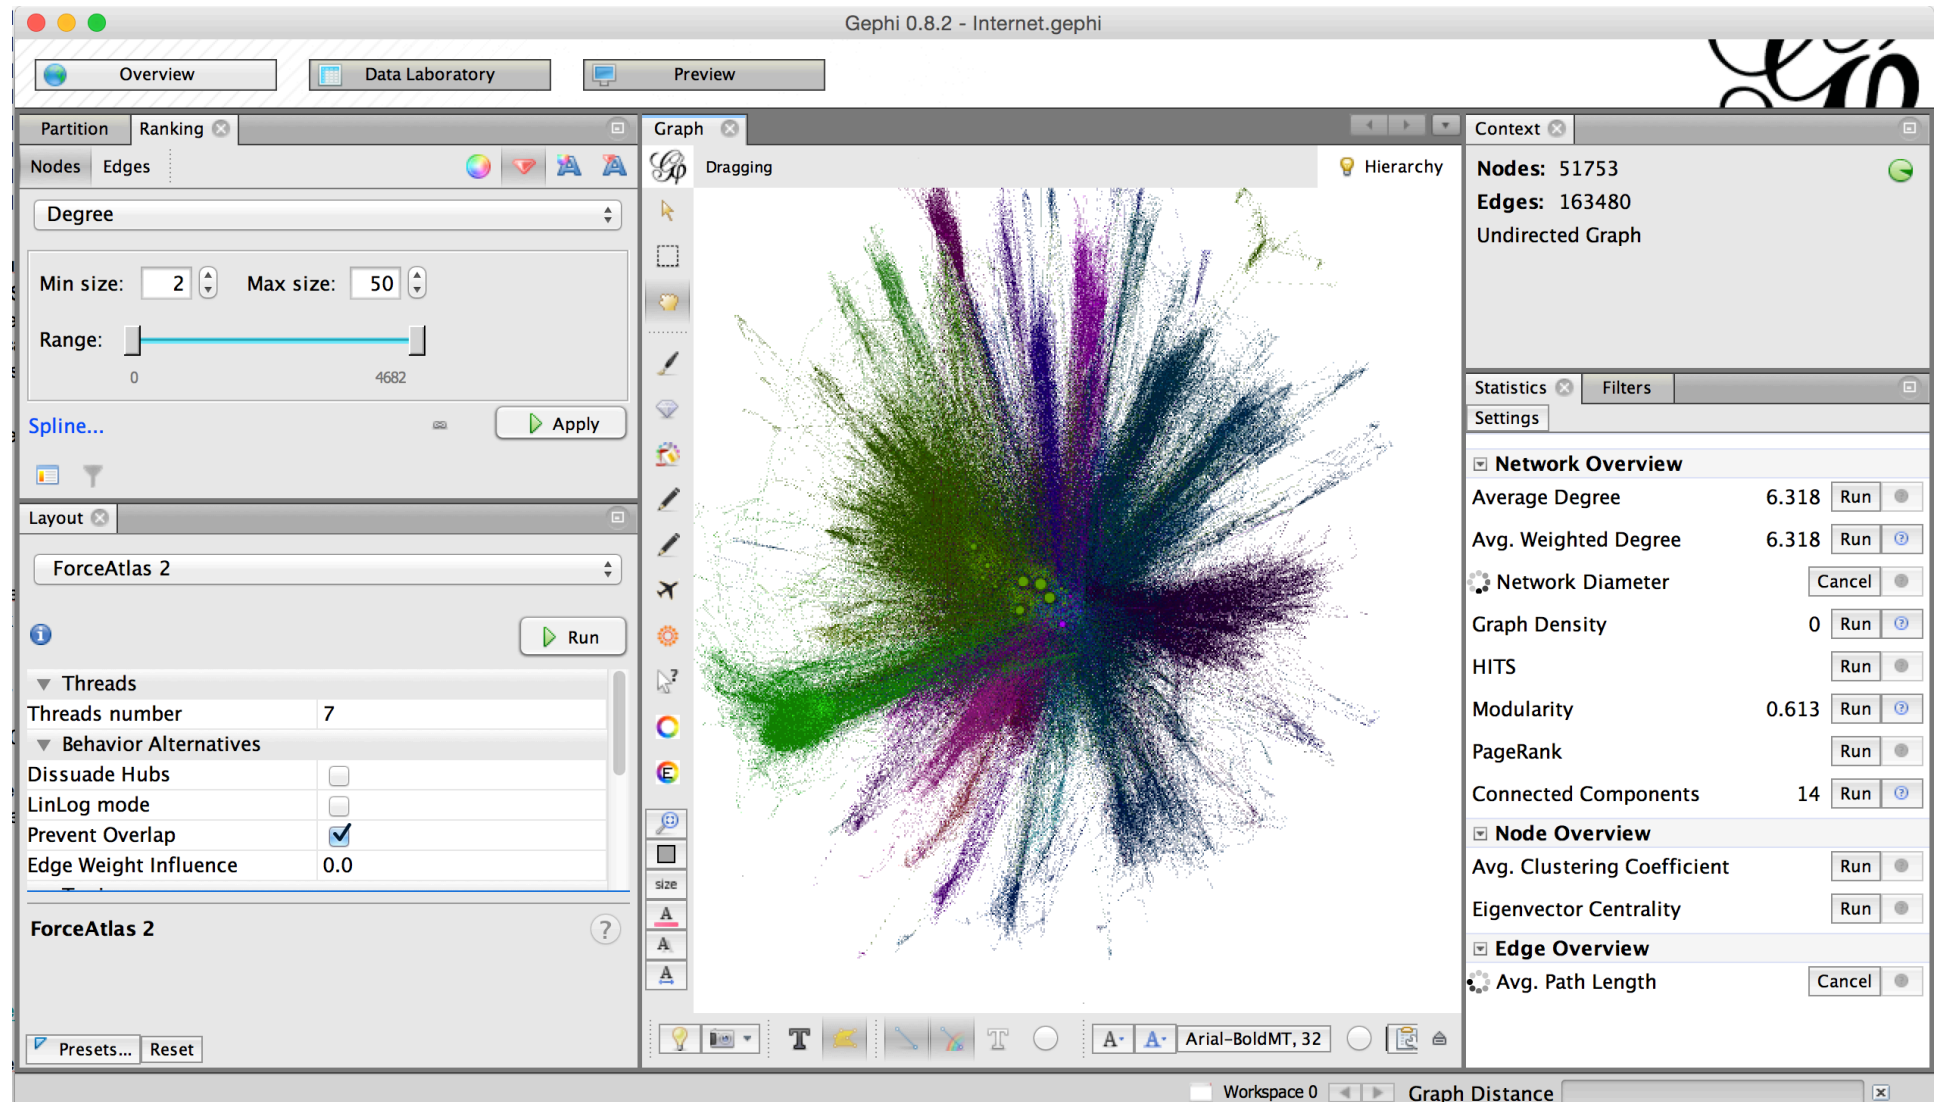 Gephi 0.8.2 - Internet.gephi
Overview
Data Laboratory
Preview
Partition
Ranking
Nodes
Edges
Degree
Min size:
2
Max size:
50
Range:
0
4682
Spline...
Apply
Layout
ForceAtlas 2
Run
Threads
Threads number
7
Behavior Alternatives
Dissuade Hubs
LinLog mode
Prevent Overlap
Edge Weight Influence
0.0
ForceAtlas 2
?
Presets...
Reset
Graph
Dragging
Hierarchy
size
A
A
A
T
T
A
A
Arial-BoldMT, 32
Context
Nodes: 51753
Edges: 163480
Undirected Graph
Statistics
Filters
Settings
Network Overview
Average Degree 6.318 Run
Avg. Weighted Degree 6.318 Run
Network Diameter Cancel
Graph Density 0 Run
HITS Run
Modularity 0.613 Run
PageRank Run
Connected Components 14 Run
Node Overview
Avg. Clustering Coefficient Run
Eigenvector Centrality Run
Edge Overview
Avg. Path Length Cancel
Workspace 0
Graph Distance